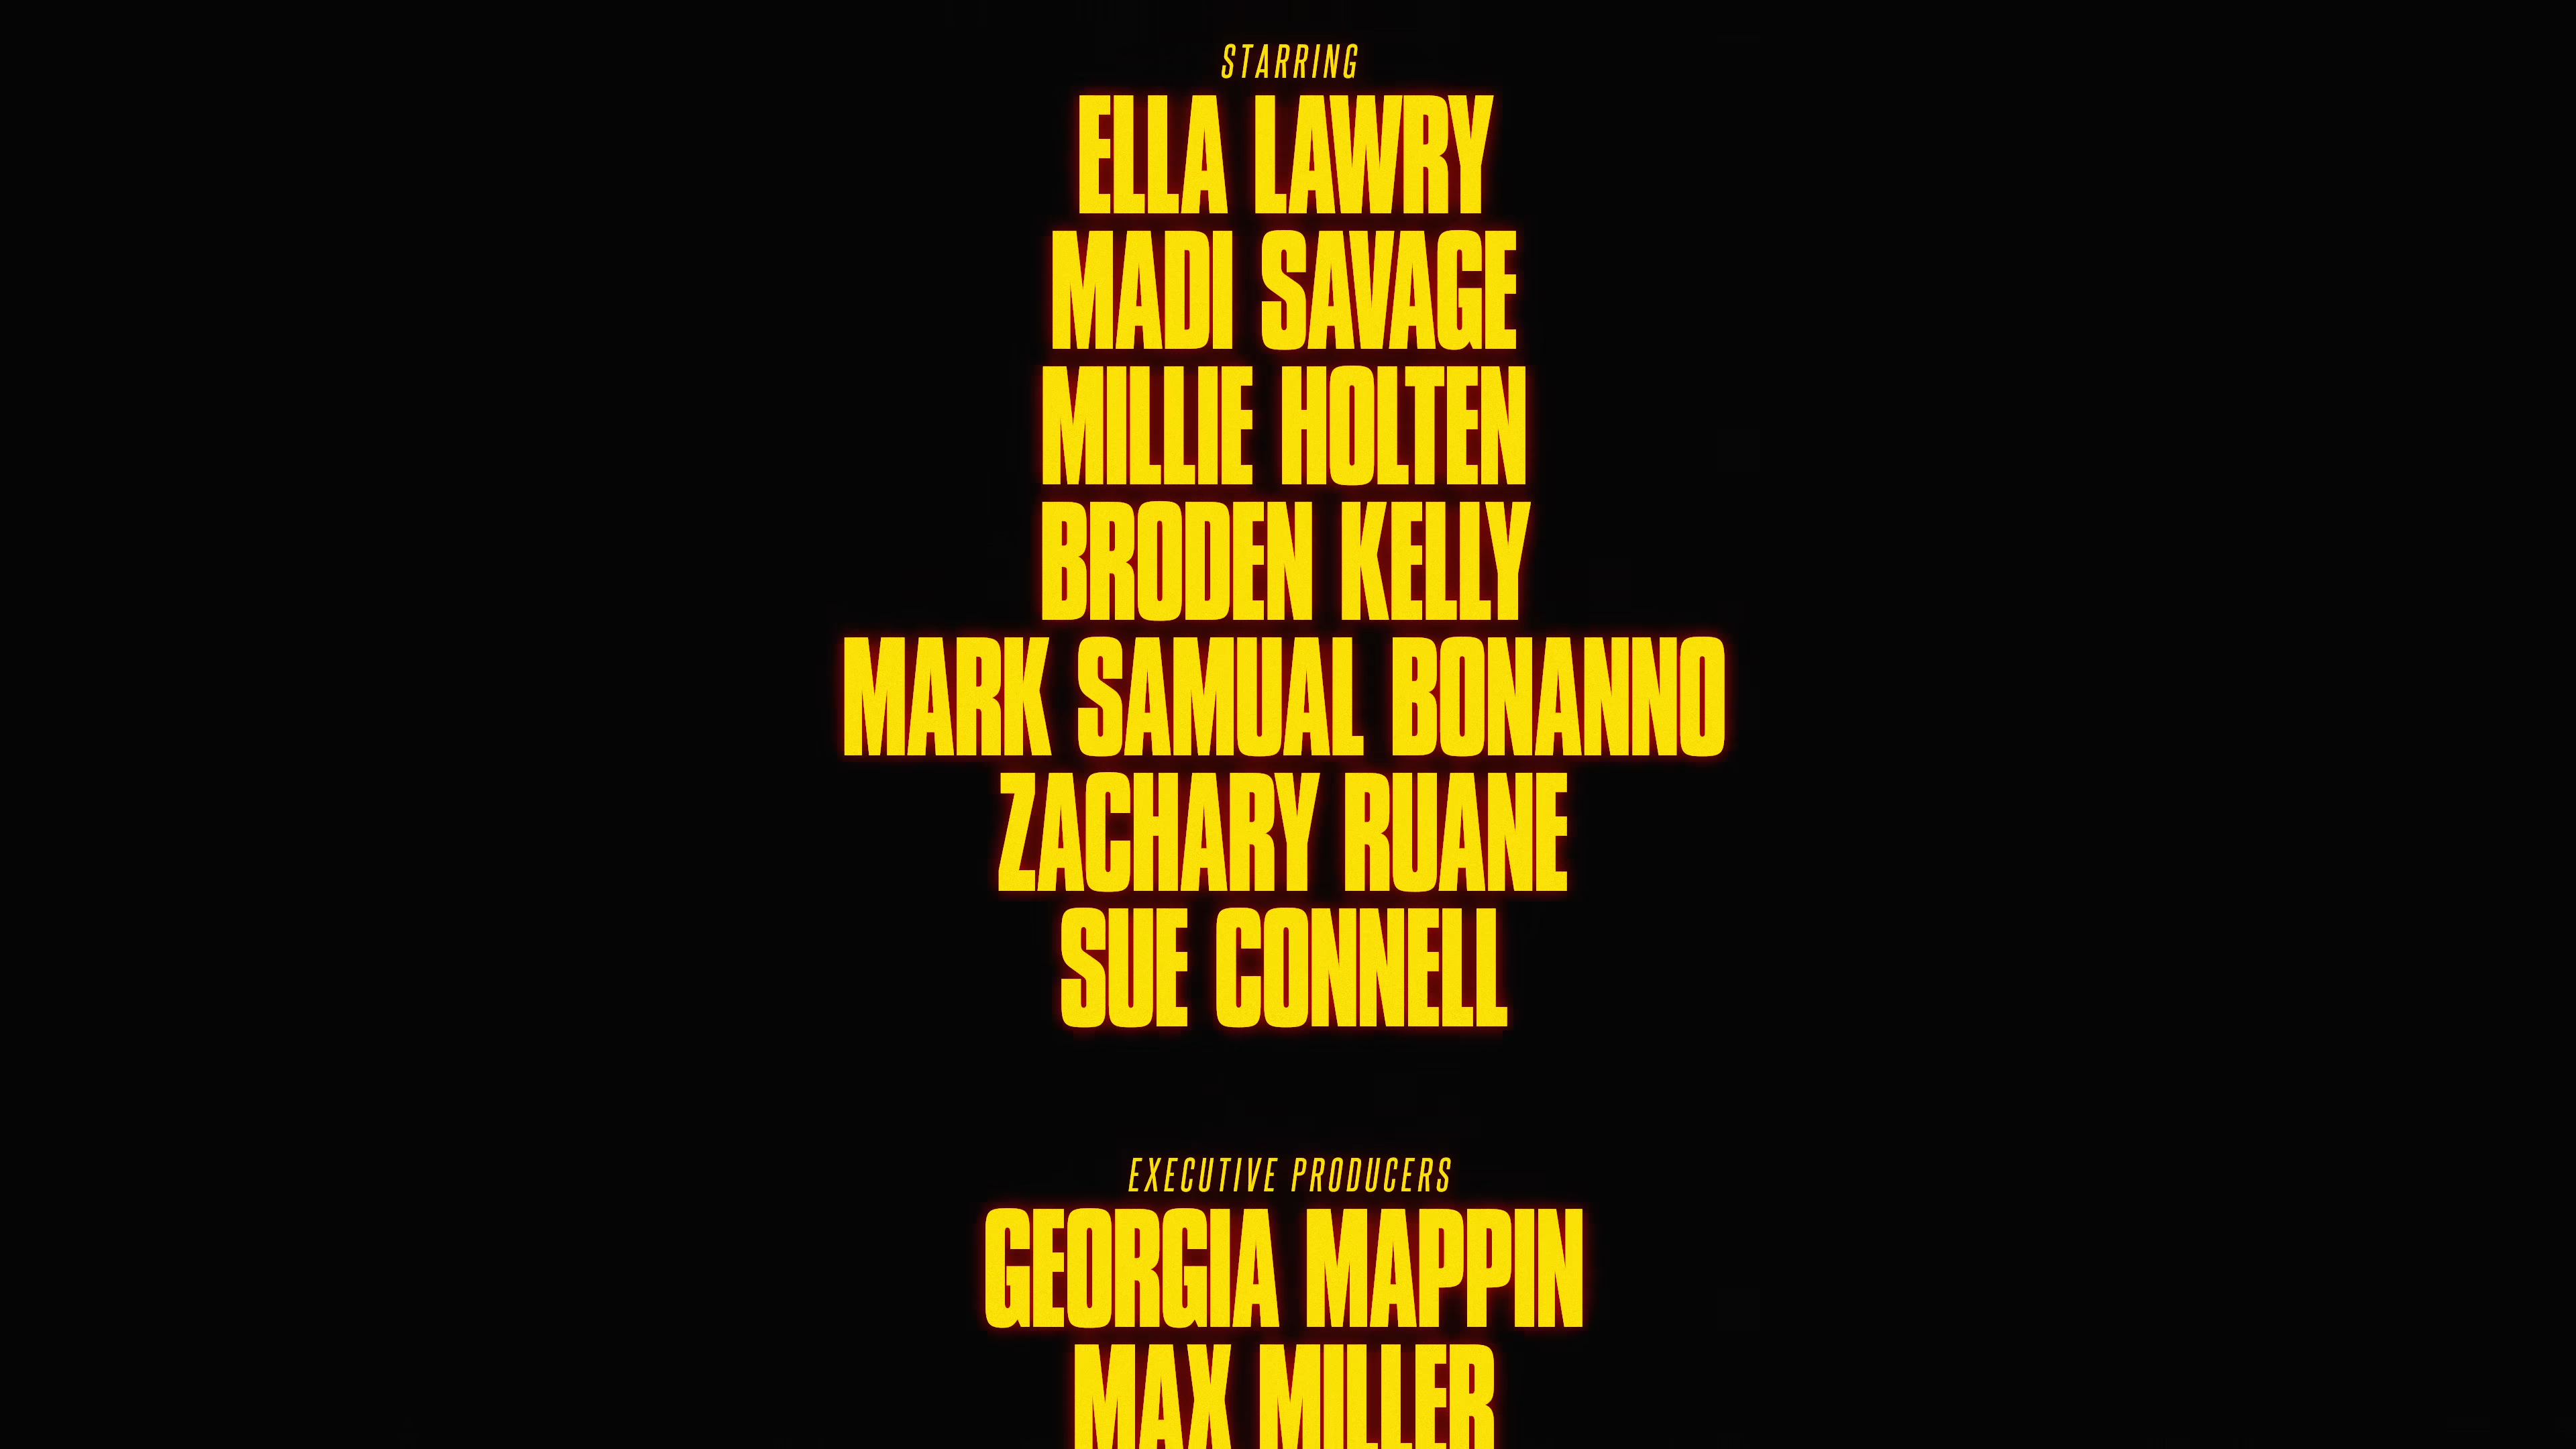 STARRING
ELLA LAWRY
MADI SAVAGE
MILLIE HOLTEN
BRODEN KELLY
MARK SAMUAL BONANNO
ZACHARY RUANE
SUE CONNELL
EXECUTIVE PRODUCERS
GEORGIA MAPPIN
MAX MILLER